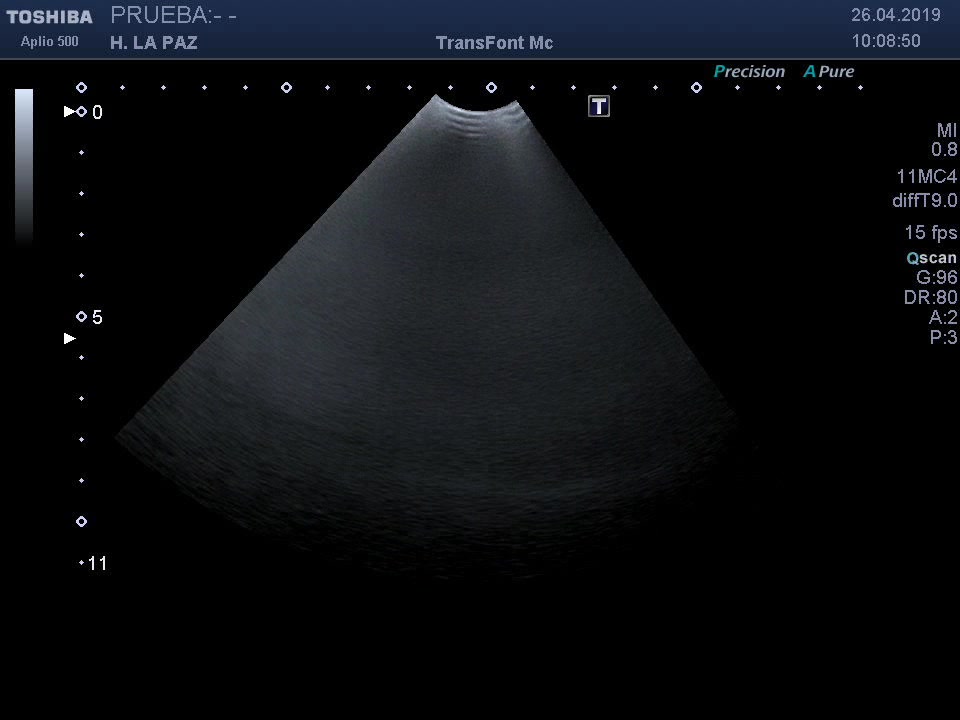 TOSHIBA PRUEBA:- - 26.04.2019
Aplio 500 H. LA PAZ TransFont Mc 10:08:50
Precision A Pure
T
0
MI
0.8
11MC4
diffT9.0
15 fps
Qscan
G:96
DR:80
5
A:2
P:3
11